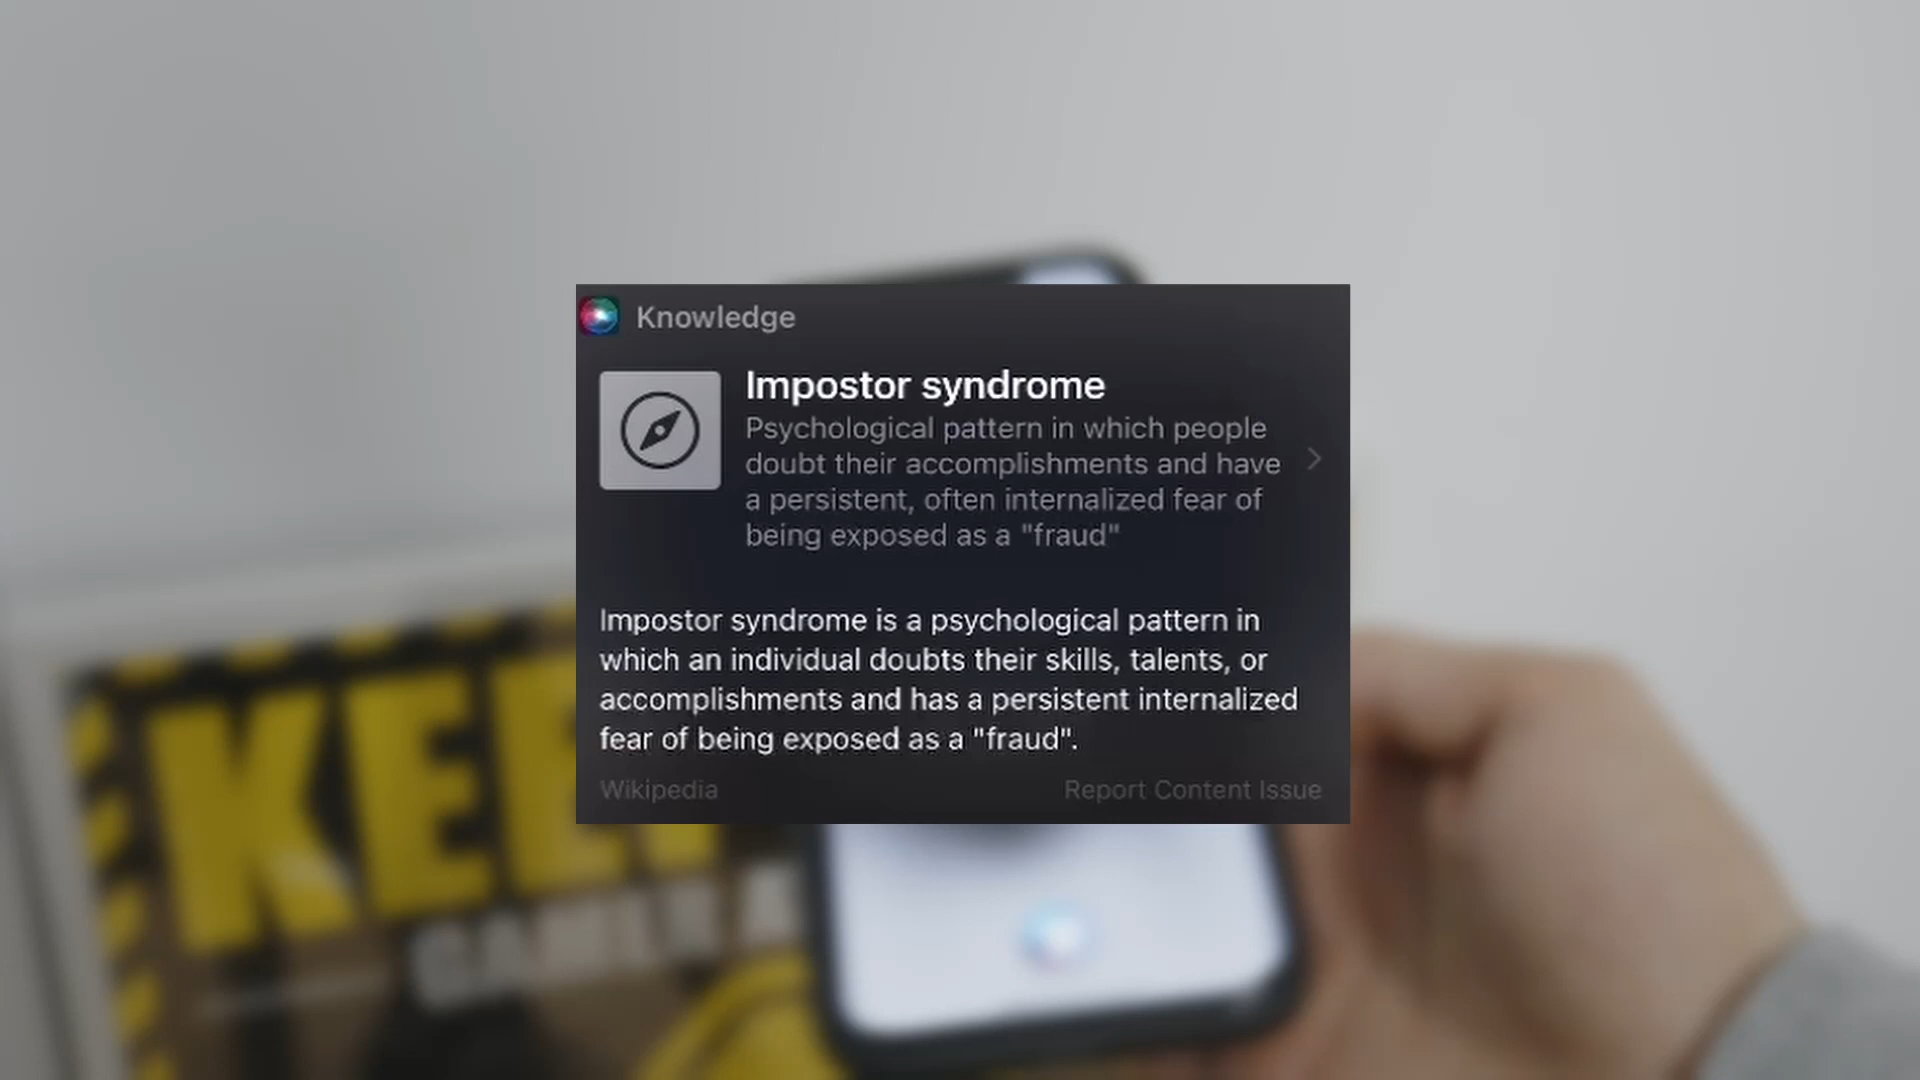 Knowledge
Impostor syndrome
Psychological pattern in which people
doubt their accomplishments and have
a persistent, often internalized fear of
being exposed as a "fraud"
Impostor syndrome is a psychological pattern in
which an individual doubts their skills, talents, or
accomplishments and has a persistent internalized
fear of being exposed as a "fraud".
Wikipedia
Report Content Issue